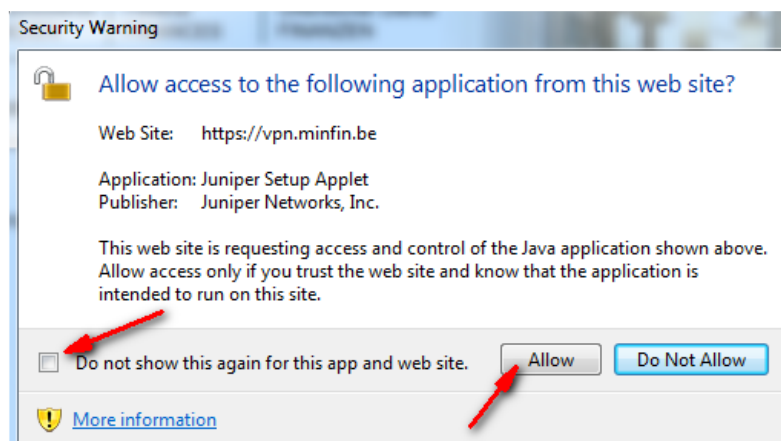 Security Warning
FINANZEN
Allow access to the following application from this web site?
Web Site: https://vpn.minfin.be
Application: Juniper Setup Applet
Publisher: Juniper Networks, Inc.
This web site is requesting access and control of the Java application shown above.
Allow access only if you trust the web site and know that the application is
intended to run on this site.
Do not show this again for this app and web site. Allow Do Not Allow
More information